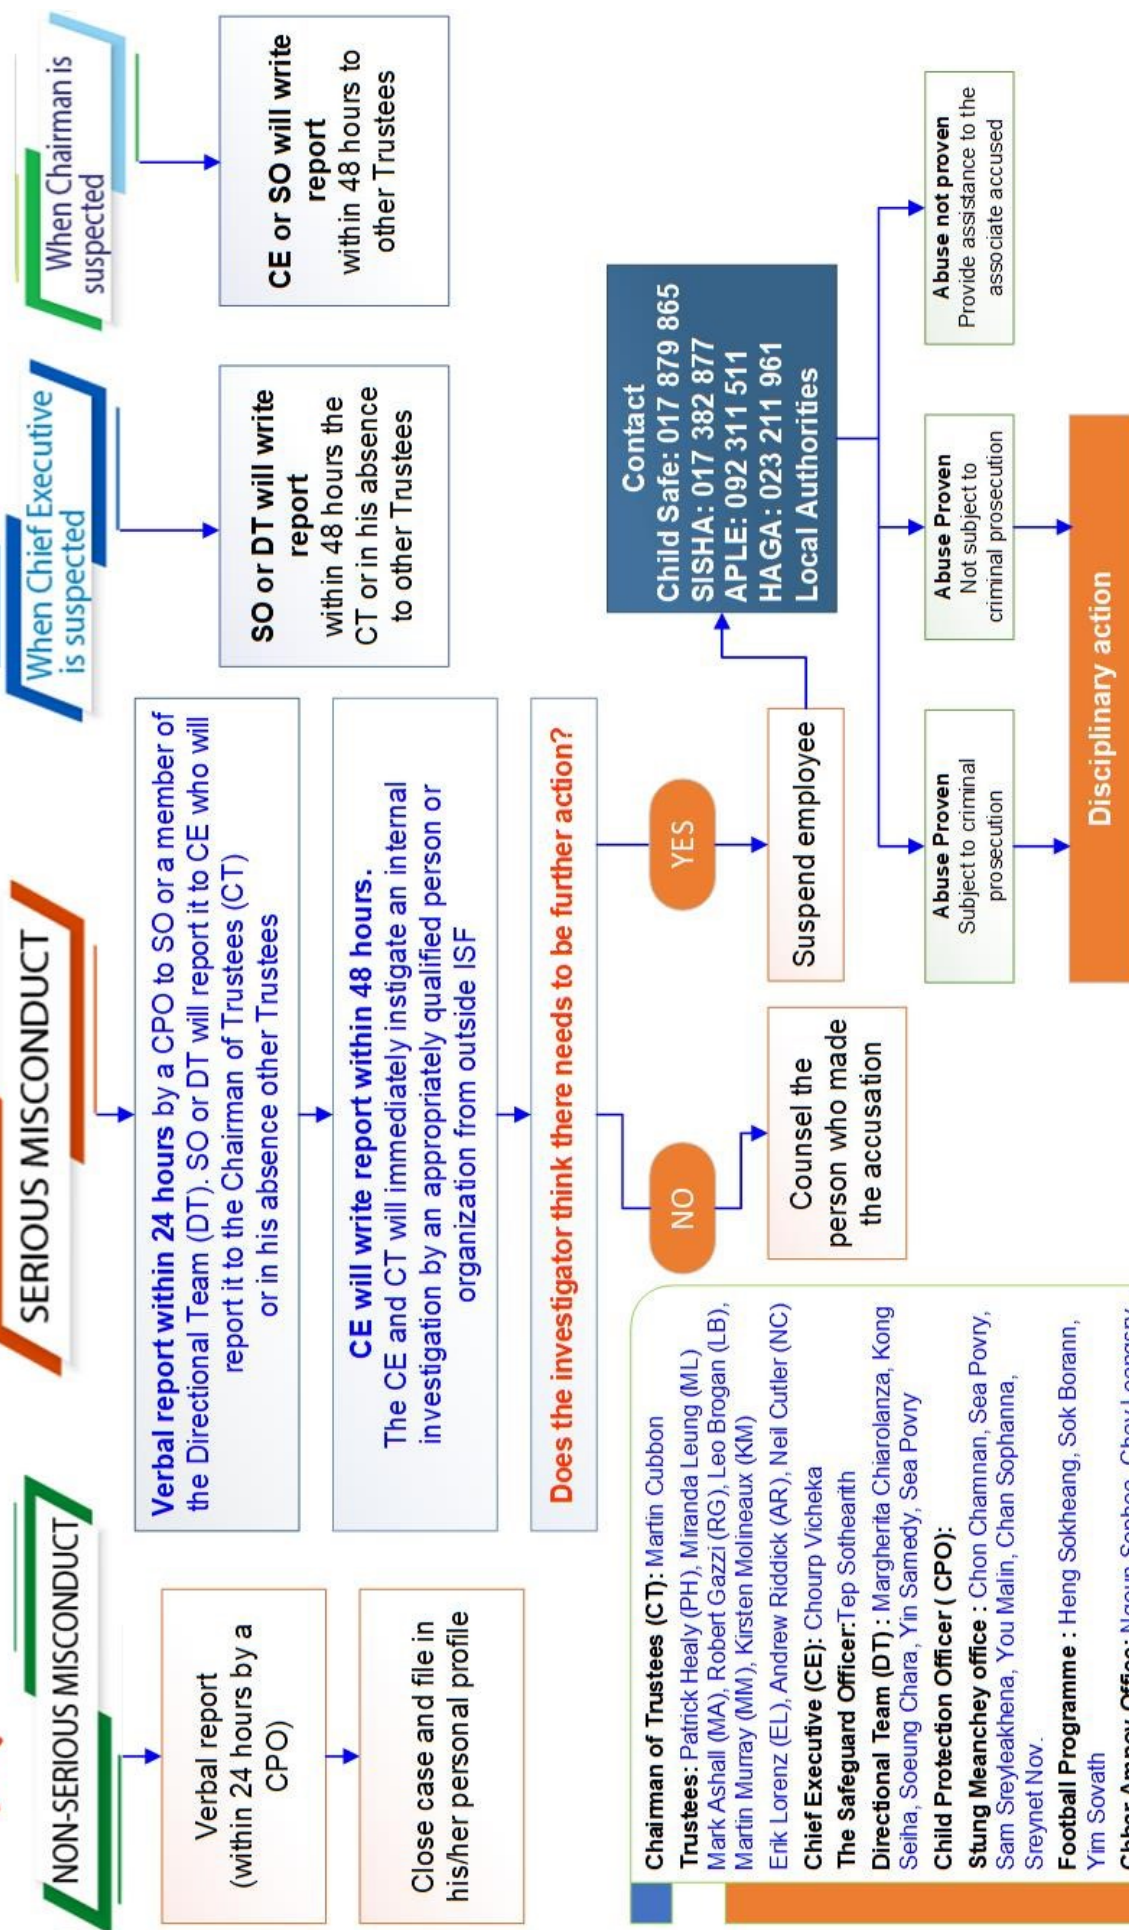 NON-SERIOUS MISCONDUCT
Verbal report
(within 24 hours by a
CPO)
Close case and file in
his/her personal profile
SERIOUS MISCONDUCT
Verbal report within 24 hours by a CPO to SO or a member of
the Directional Team (DT). SO or DT will report it to CE who will
report it to the Chairman of Trustees (CT)
or in his absence other Trustees
CE will write report within 48 hours.
The CE and CT will immediately instigate an internal
investigation by an appropriately qualified person or
organization from outside ISF
Does the investigator think there needs to be further action?
NO
Counsel the
person who made
the accusation
YES
Suspend employee
When Chief Executive
is suspected
SO or DT will write
report
within 48 hours the
CT or in his absence
to other Trustees
When Chairman is
suspected
CE or SO will write
report
within 48 hours to
other Trustees
Contact
Child Safe: 017 879 865
SISHA: 017 382 877
APLE: 092 311 511
HAGA: 023 211 961
Local Authorities
Abuse Proven
Subject to criminal
prosecution
Abuse Proven
Not subject to
criminal prosecution
Abuse not proven
Provide assistance to the
associate accused
Disciplinary action
Chairman of Trustees (CT): Martin Cubbon
Trustees: Patrick Healy (PH), Miranda Leung (ML)
Mark Ashall (MA), Robert Gazzi (RG), Leo Brogan (LB),
Martin Murray (MM), Kirsten Molineaux (KM)
Erik Lorenz (EL), Andrew Riddick (AR), Neil Cutler (NC)
Chief Executive (CE): Chourp Vicheka
The Safeguard Officer:Tep Sothearith
Directional Team (DT) : Margherita Chiarolanza, Kong
Seiha, Soeung Chara, Yin Samedy, Sea Povry
Child Protection Officer ( CPO):
Stung Meanchey office : Chon Chamnan, Sea Povry,
Sam Sreyleakhena, You Malin, Chan Sophanna,
Sreynet Nov.
Football Programme : Heng Sokheang, Sok Borann,
Yim Sovath